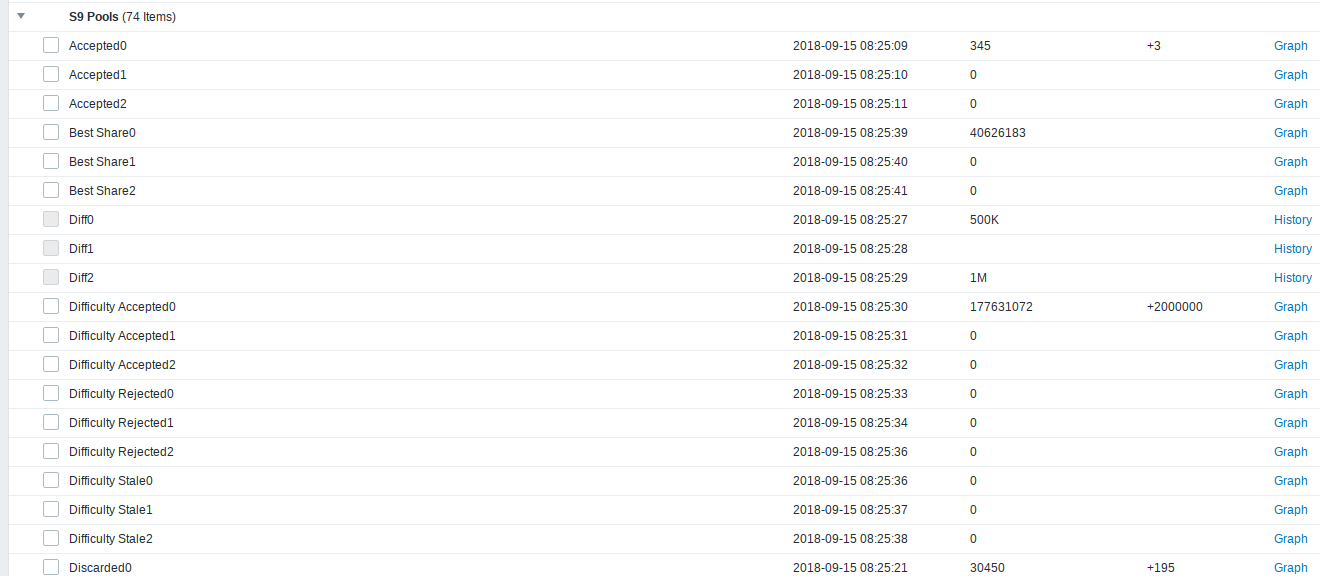 S9 Pools (74 Items)
Accepted0 2018-09-15 08:25:09 345 +3 Graph
Accepted1 2018-09-15 08:25:10 0 Graph
Accepted2 2018-09-15 08:25:11 0 Graph
Best Share0 2018-09-15 08:25:39 40626183 Graph
Best Share1 2018-09-15 08:25:40 0 Graph
Best Share2 2018-09-15 08:25:41 0 Graph
Diff0 2018-09-15 08:25:27 500K History
Diff1 2018-09-15 08:25:28 History
Diff2 2018-09-15 08:25:29 1M History
Difficulty Accepted0 2018-09-15 08:25:30 177631072 +2000000 Graph
Difficulty Accepted1 2018-09-15 08:25:31 0 Graph
Difficulty Accepted2 2018-09-15 08:25:32 0 Graph
Difficulty Rejected0 2018-09-15 08:25:33 0 Graph
Difficulty Rejected1 2018-09-15 08:25:34 0 Graph
Difficulty Rejected2 2018-09-15 08:25:36 0 Graph
Difficulty Stale0 2018-09-15 08:25:36 0 Graph
Difficulty Stale1 2018-09-15 08:25:37 0 Graph
Difficulty Stale2 2018-09-15 08:25:38 0 Graph
Discarded0 2018-09-15 08:25:21 30450 +195 Graph